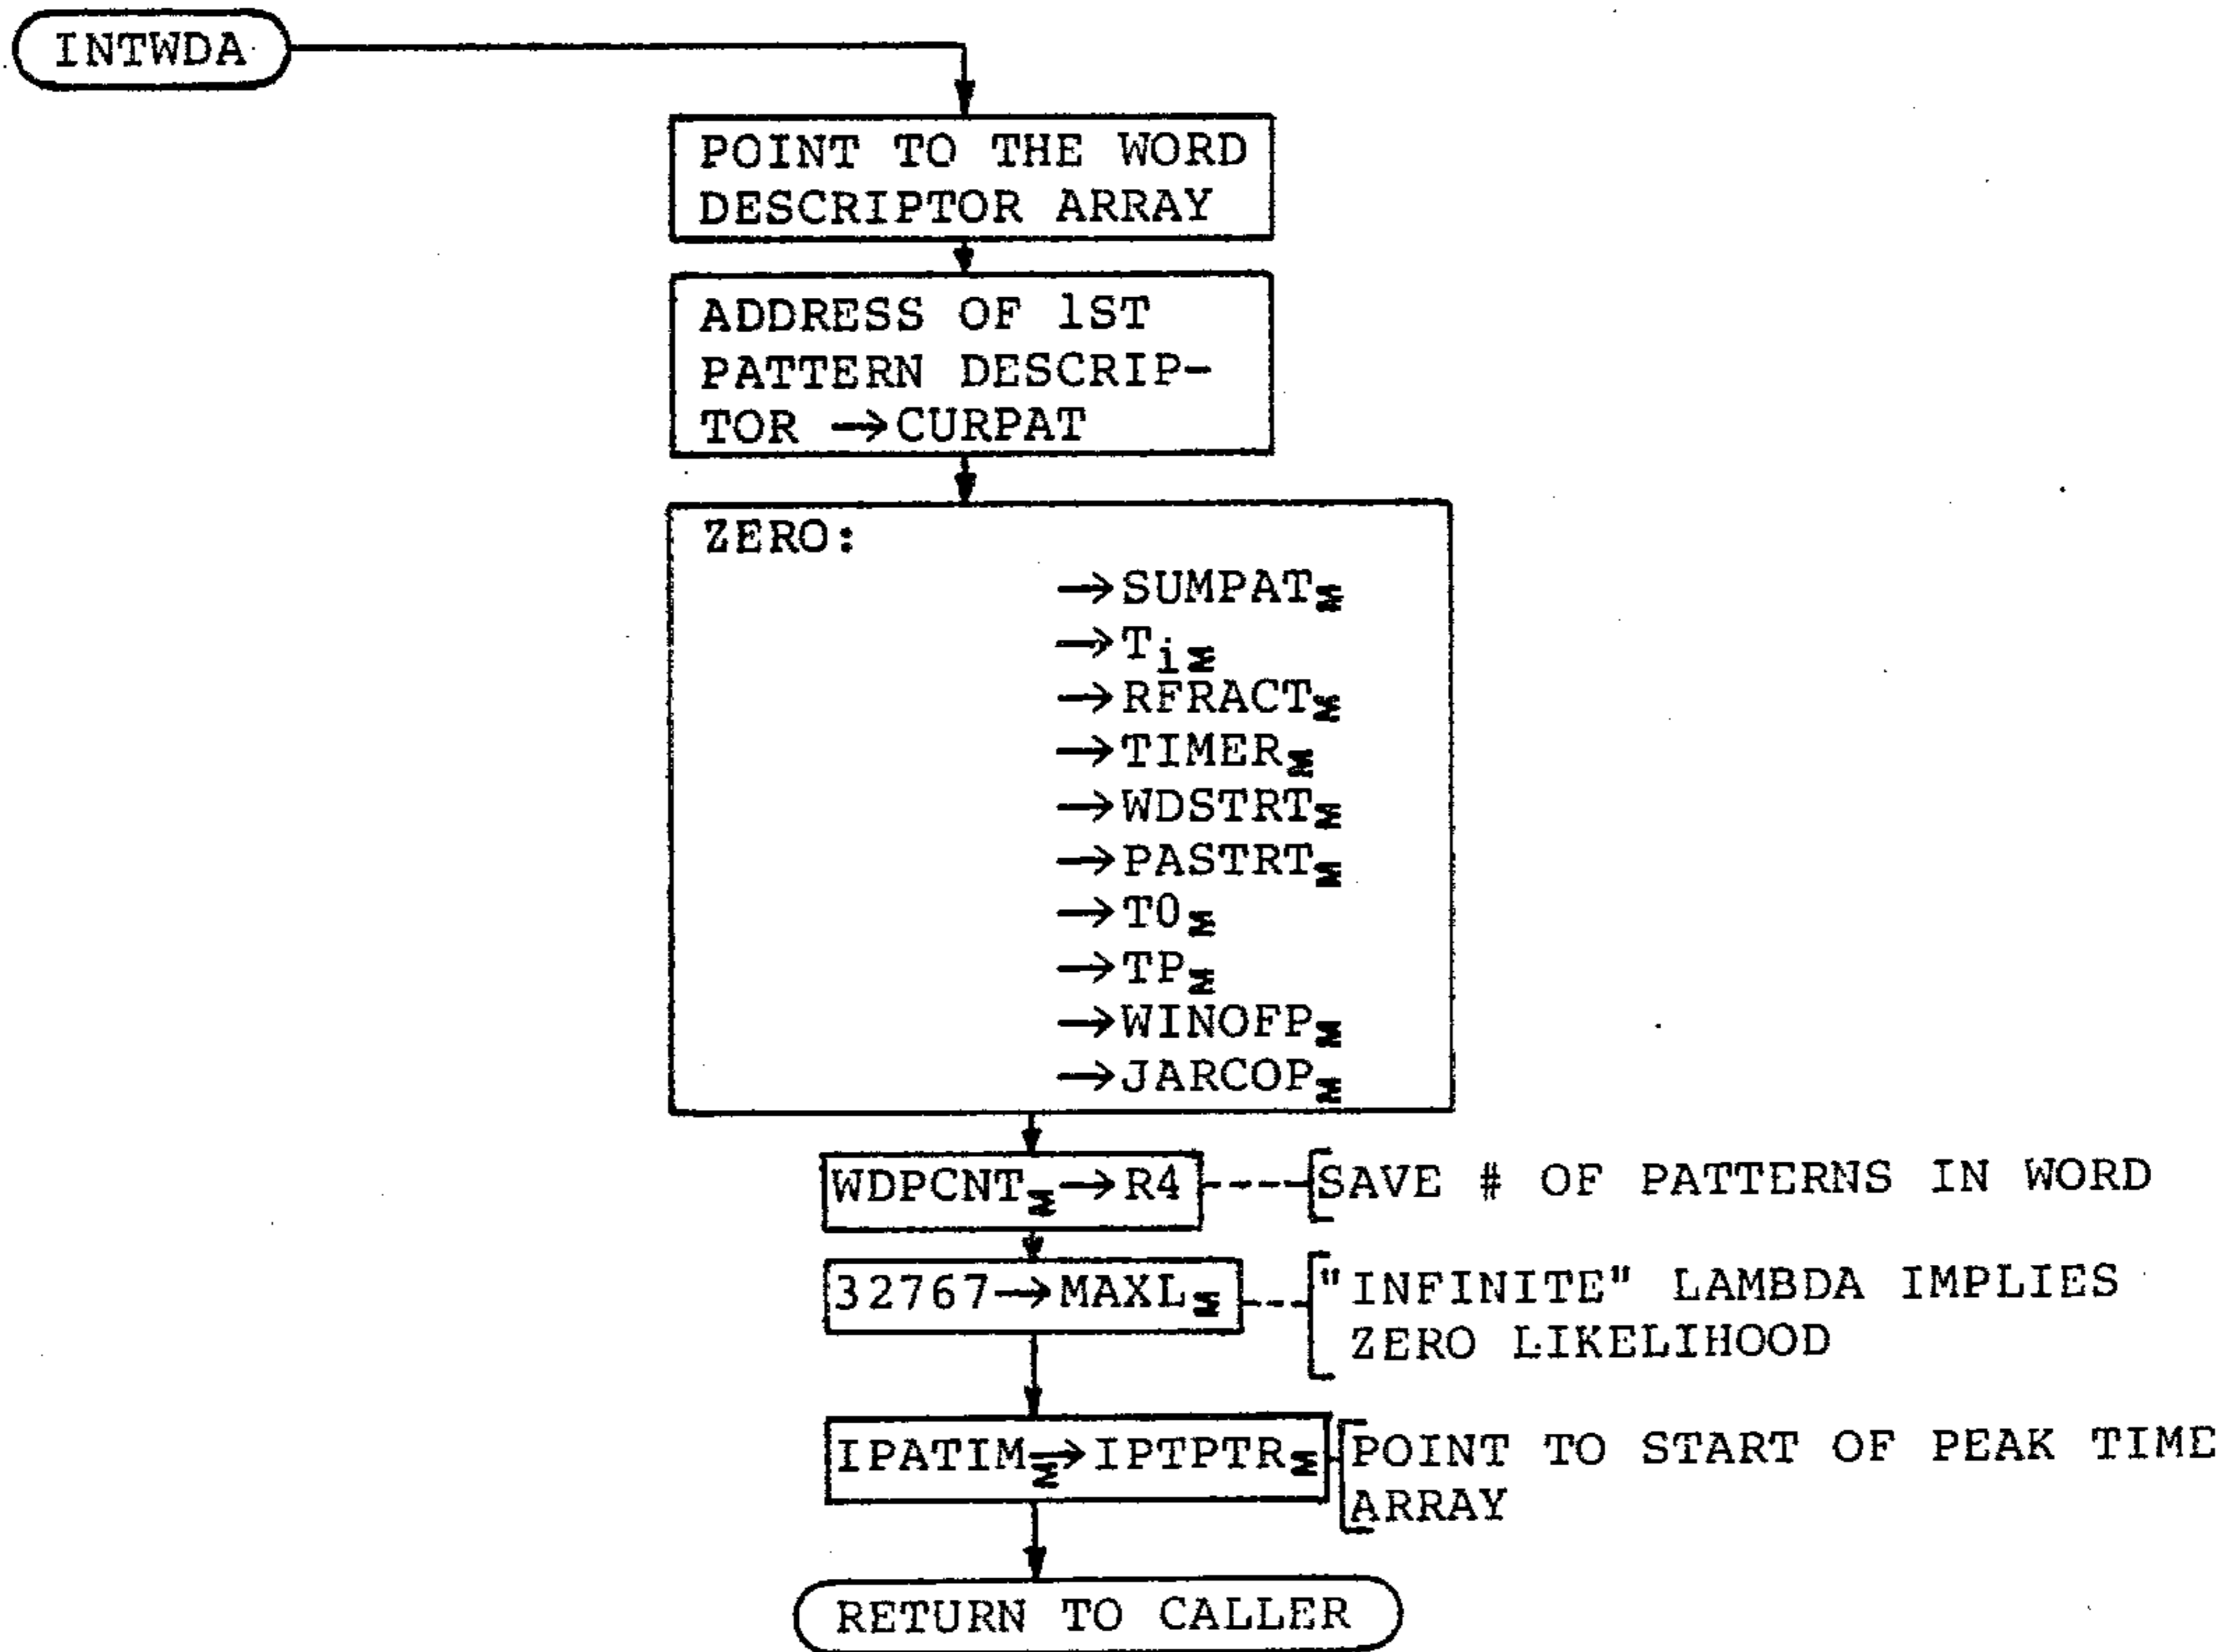 INTWDA
POINT TO THE WORD
DESCRIPTOR ARRAY
ADDRESS OF 1ST
PATTERN DESCRIP-
TOR →CURPAT
ZERO:
→SUMPAT
→Ti
→RFRACT
→TIMER
→WDSTRT
→PASTRT
→T0
→TP
→WINOFP
→JARCOP
WDPCNT →R4 SAVE # OF PATTERNS IN WORD
32767→MAXL "INFINITE" LAMBDA IMPLIES
ZERO LIKELIHOOD
IPATIM→IPTPTR POINT TO START OF PEAK TIME
ARRAY
RETURN TO CALLER